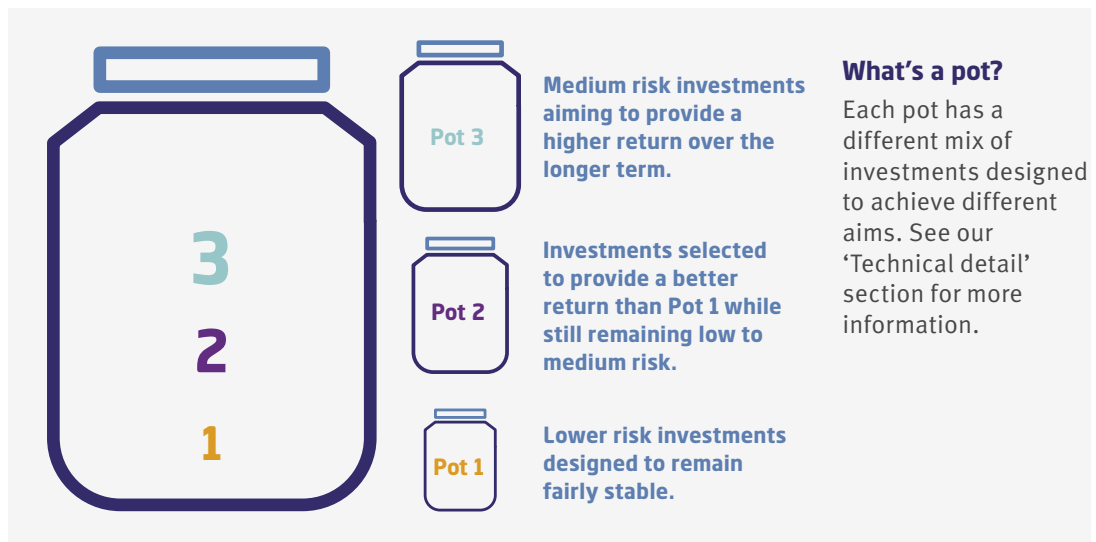 3
2
1
Pot 3
Medium risk investments
aiming to provide a
higher return over the
longer term.
Pot 2
Investments selected
to provide a better
return than Pot 1 while
still remaining low to
medium risk.
Pot 1
Lower risk investments
designed to remain
fairly stable.
What's a pot?
Each pot has a
different mix of
investments designed
to achieve different
aims. See our
‘Technical detail’
section for more
information.